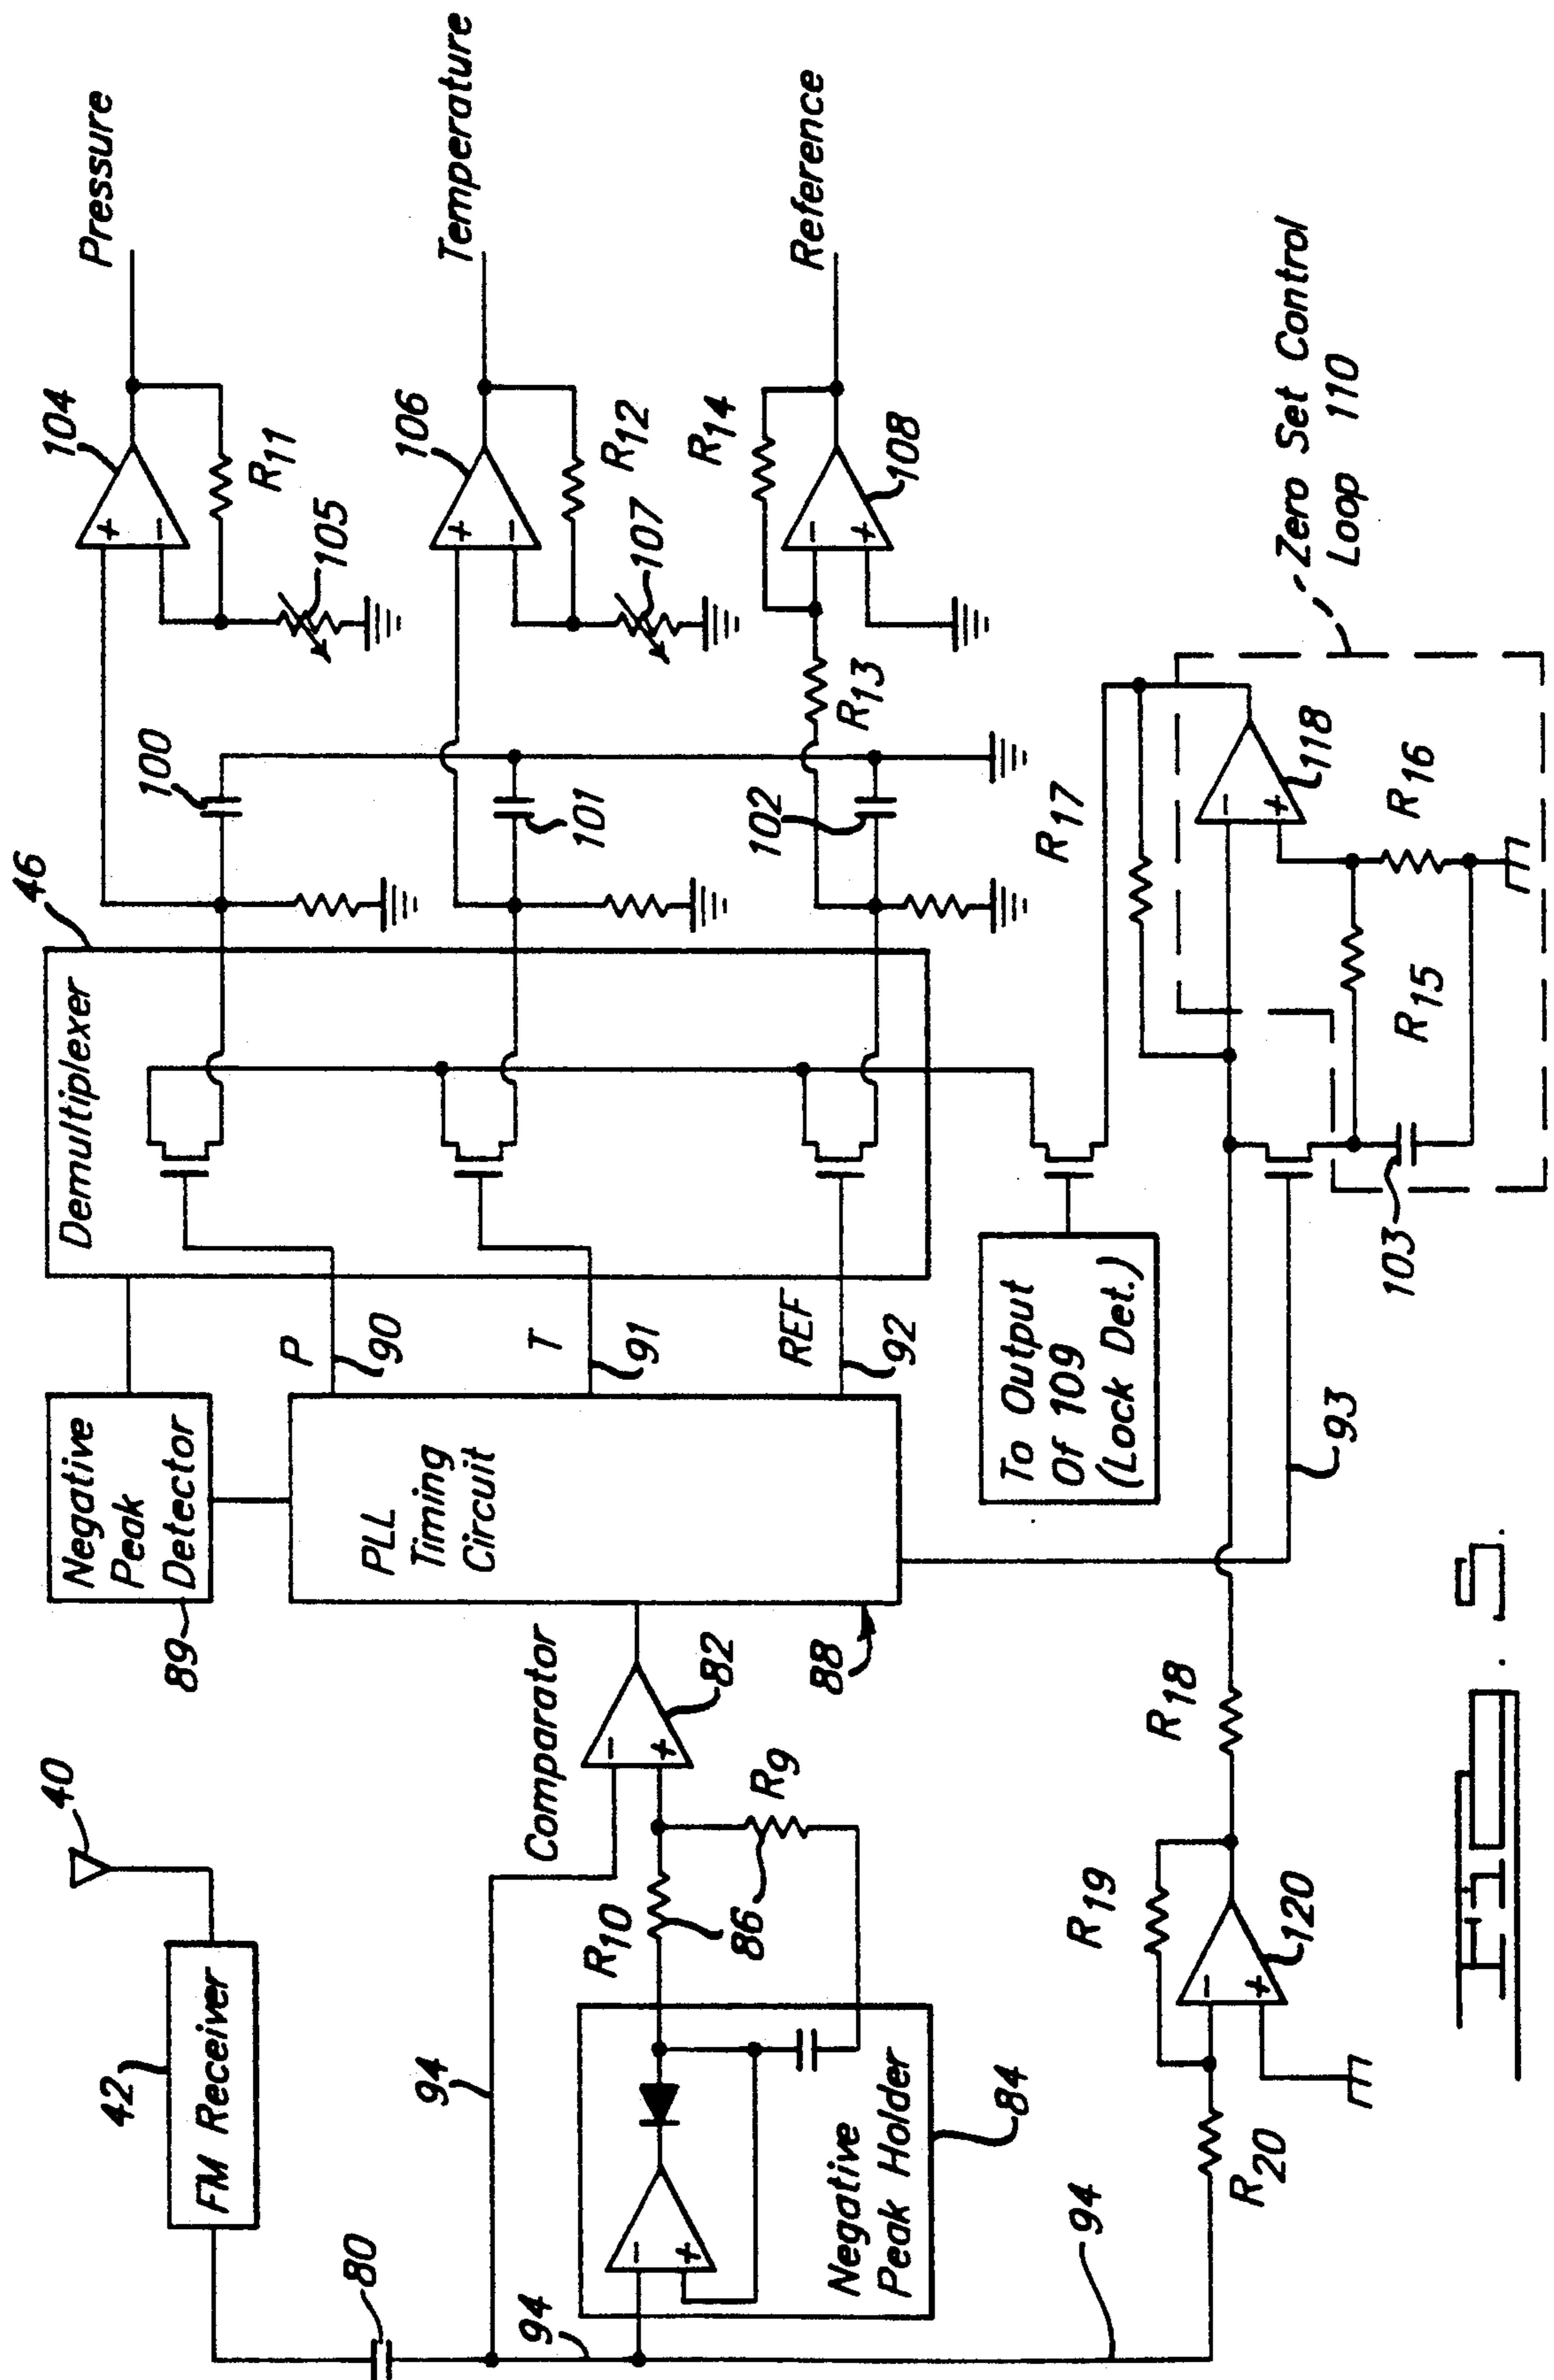 40
42
FM Receiver
80
94
94
94
Negative
Peak Holder
84
R10
86
R9
Comparator
82
R20
R19
120
R18
89
Negative
Peak
Detector
PLL
Timing
Circuit
88
P
90
T
91
REF
92
93
To Output
Of 109
(Lock Det.)
46
Demultiplexer
100
101
102
103
R13
R17
R15
R16
118
Zero Set Control
Loop 110
104
R11
105
Pressure
106
R12
107
Temperature
R14
108
Reference
+
−
+
−
−
+
−
+
−
+
−
+
−
+
Fig. 5.